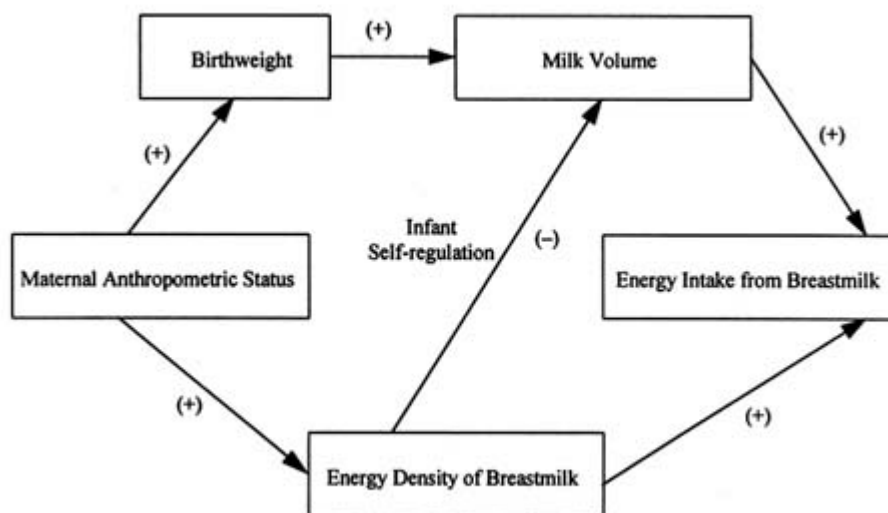 (+)
Birthweight
Milk Volume
(+)
(+)
Infant
Self-regulation
(–)
Maternal Anthropometric Status
Energy Intake from Breastmilk
(+)
(+)
Energy Density of Breastmilk